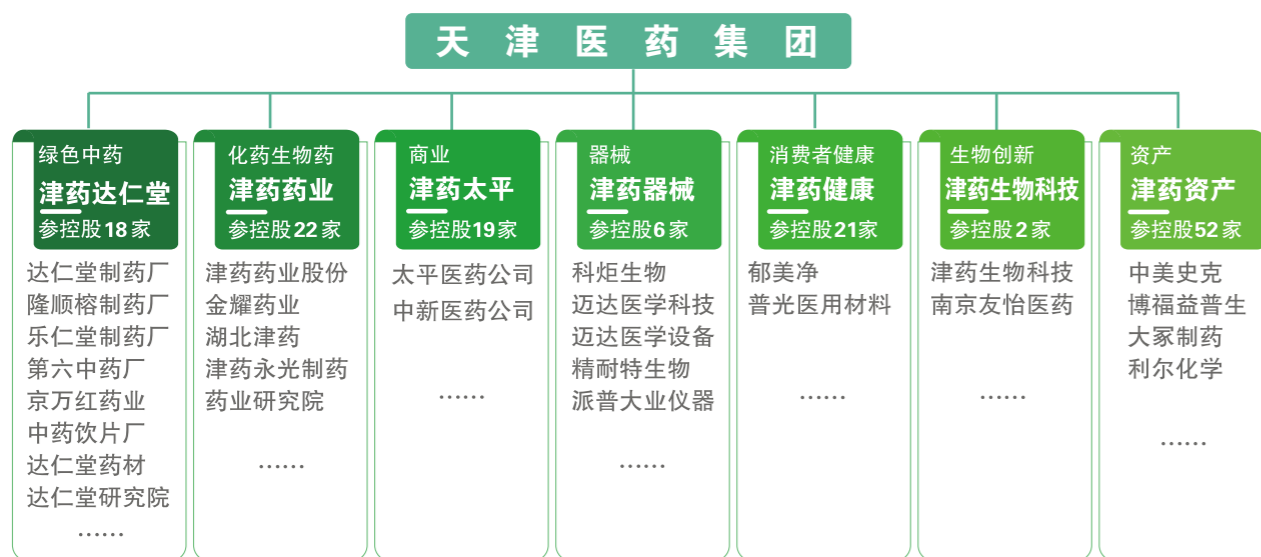 天津医药集团
绿色中药
津药达仁堂
参控股18家
达仁堂制药厂
隆顺榕制药厂
乐仁堂制药厂
第六中药厂
京万红药业
中药饮片厂
达仁堂药材
达仁堂研究院
……
化药生物药
津药药业
参控股22家
津药药业股份
金耀药业
湖北津药
津药永光制药
药业研究院
……
商业
津药太平
参控股19家
太平医药公司
中新医药公司
……
器械
津药器械
参控股6家
科炬生物
迈达医学科技
迈达医学设备
精耐特生物
派普大业仪器
……
消费者健康
津药健康
参控股21家
郁美净
普光医用材料
……
生物创新
津药生物科技
参控股2家
津药生物科技
南京友怡医药
……
资产
津药资产
参控股52家
中美史克
博福益普生
大冢制药
利尔化学
……